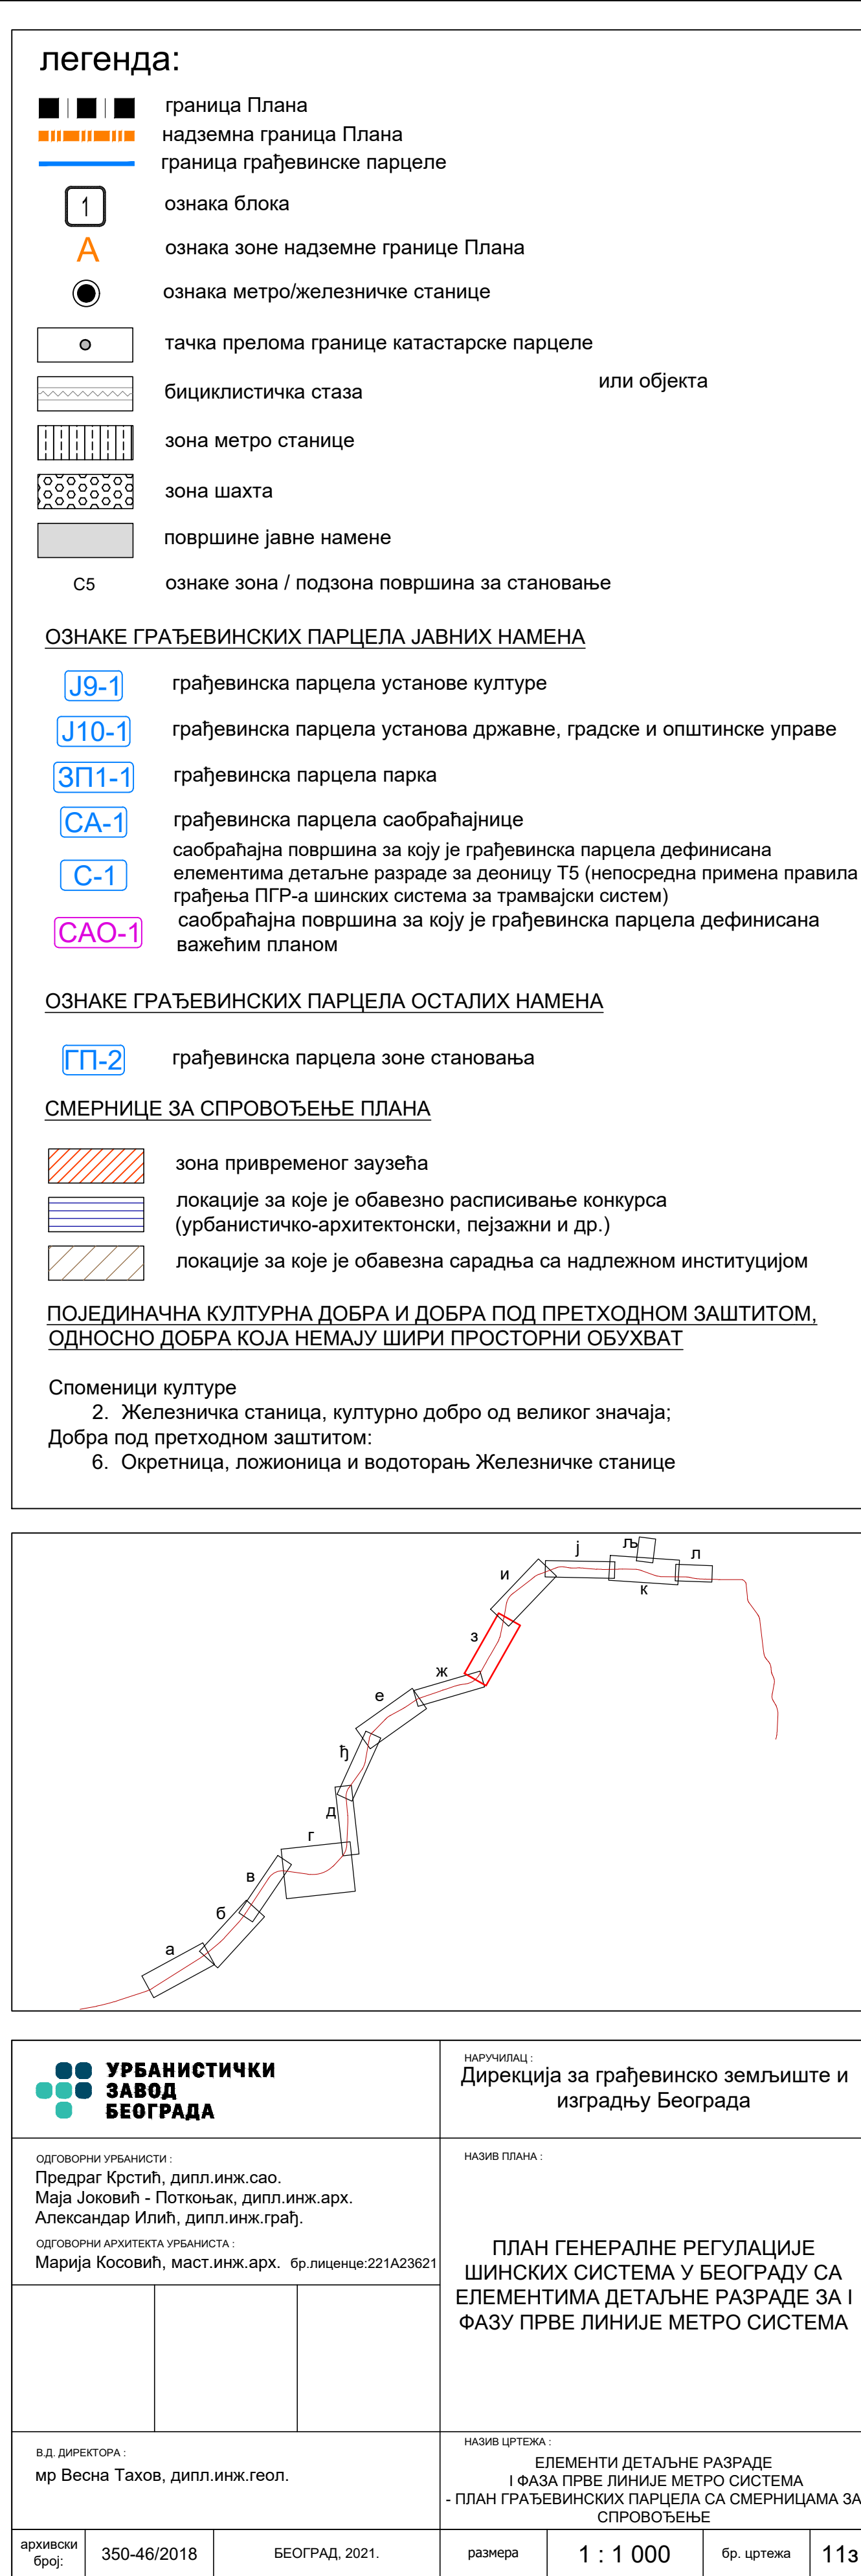 легенда:
граница Плана
надземна граница Плана
граница грађевинске парцеле
1 ознака блока
А ознака зоне надземне границе Плана
ознака метро/железничке станице
тачка прелома границе катастарске парцеле
или објекта
бициклистичка стаза
зона метро станице
зона шахта
површине јавне намене
С5 ознаке зона / подзона површина за становање
ОЗНАКЕ ГРАЂЕВИНСКИХ ПАРЦЕЛА ЈАВНИХ НАМЕНА
Ј9-1 грађевинска парцела установе културе
Ј10-1 грађевинска парцела установа државне, градске и општинске управе
ЗП1-1 грађевинска парцела парка
СА-1 грађевинска парцела саобраћајнице
саобраћајна површина за коју је грађевинска парцела дефинисана
С-1 елементима детаљне разраде за деоницу Т5 (непосредна примена правила
грађења ПГР-а шинских система за трамвајски систем)
САО-1 саобраћајна површина за коју је грађевинска парцела дефинисана
важећим планом
ОЗНАКЕ ГРАЂЕВИНСКИХ ПАРЦЕЛА ОСТАЛИХ НАМЕНА
ГП-2 грађевинска парцела зоне становања
СМЕРНИЦЕ ЗА СПРОВОЂЕЊЕ ПЛАНА
зона привременог заузећа
локације за које је обавезно расписивање конкурса
(урбанистичко-архитектонски, пејзажни и др.)
локације за које је обавезна сарадња са надлежном институцијом
ПОЈЕДИНАЧНА КУЛТУРНА ДОБРА И ДОБРА ПОД ПРЕТХОДНОМ ЗАШТИТОМ,
ОДНОСНО ДОБРА КОЈА НЕМАЈУ ШИРИ ПРОСТОРНИ ОБУХВАТ
Споменици културе
2. Железничка станица, културно добро од великог значаја;
Добра под претходном заштитом:
6. Окретница, ложионица и водоторањ Железничке станице
ј
љ
л
и
к
з
ж
е
ђ
д
г
в
б
а
УРБАНИСТИЧКИ
ЗАВОД
БЕОГРАДА
НАРУЧИЛАЦ :
Дирекција за грађевинско земљиште и
изградњу Београда
ОДГОВОРНИ УРБАНИСТИ :
Предраг Крстић, дипл.инж.сао.
Маја Јоковић - Поткоњак, дипл.инж.арх.
Александар Илић, дипл.инж.грађ.
ОДГОВОРНИ АРХИТЕКТА УРБАНИСТА :
Марија Косовић, маст.инж.арх. бр.лиценце:221А23621
НАЗИВ ПЛАНА :
ПЛАН ГЕНЕРАЛНЕ РЕГУЛАЦИЈЕ
ШИНСКИХ СИСТЕМА У БЕОГРАДУ СА
ЕЛЕМЕНТИМА ДЕТАЉНЕ РАЗРАДЕ ЗА I
ФАЗУ ПРВЕ ЛИНИЈЕ МЕТРО СИСТЕМА
В.Д. ДИРЕКТОРА :
мр Весна Тахов, дипл.инж.геол.
НАЗИВ ЦРТЕЖА :
ЕЛЕМЕНТИ ДЕТАЉНЕ РАЗРАДЕ
I ФАЗА ПРВЕ ЛИНИЈЕ МЕТРО СИСТЕМА
- ПЛАН ГРАЂЕВИНСКИХ ПАРЦЕЛА СА СМЕРНИЦАМА ЗА
СПРОВОЂЕЊЕ
архивски
број:
350-46/2018
БЕОГРАД, 2021.
размера
1 : 1 000
бр. цртежа
11з